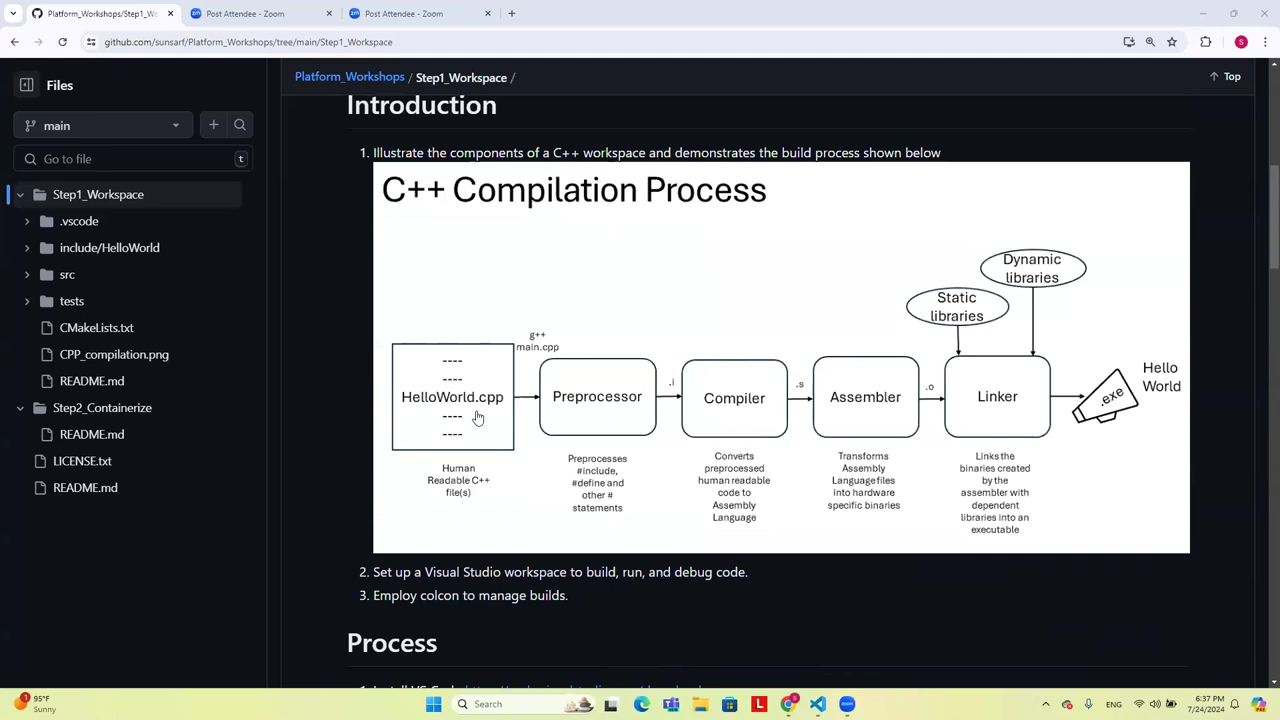 Platform_Workshops/Step1_Wo
Post Attendee - Zoom
Post Attendee - Zoom
github.com/sunsarf/Platform_Workshops/tree/main/Step1_Workspace
S
Files
Platform_Workshops / Step1_Workspace /
Top
main
Go to file
t
Step1_Workspace
.vscode
include/HelloWorld
src
tests
CMakeLists.txt
CPP_compilation.png
README.md
Step2_Containerize
README.md
LICENSE.txt
README.md
Introduction
1. Illustrate the components of a C++ workspace and demonstrates the build process shown below
C++ Compilation Process
Dynamic
libraries
Static
libraries
g++
main.cpp
----
----
HelloWorld.cpp
----
----
Preprocessor
.i
Compiler
.s
Assembler
.o
Linker
.exe
Hello
World
Human
Readable C++
file(s)
Preprocesses
#include,
#define and
other #
statements
Converts
preprocessed
human readable
code to
Assembly
Language
Transforms
Assembly
Language files
into hardware
specific binaries
Links the
binaries created
by the
assembler with
dependent
libraries into an
executable
2. Set up a Visual Studio workspace to build, run, and debug code.
3. Employ colcon to manage builds.
Process
1
95°F
Sunny
Search
L
zoom
ENG
6:37 PM
7/24/2024